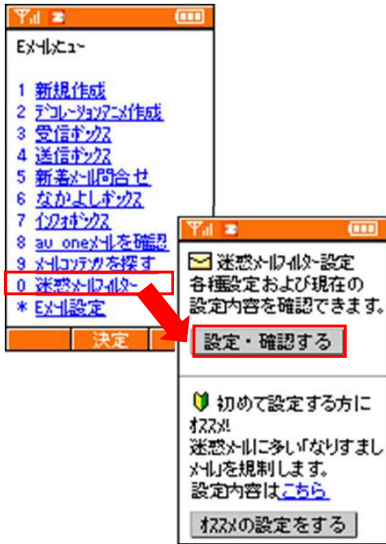 Eﾒｰﾙﾒﾆｭｰ
1 新規作成
2 ﾃﾞｺﾚｰｼｮﾝｱﾆﾒ作成
3 受信ﾎﾞｯｸｽ
4 送信ﾎﾞｯｸｽ
5 新着ﾒｰﾙ問合せ
6 なかよしﾎﾞｯｸｽ
7 ｲﾝﾌｫﾎﾞｯｸｽ
8 au oneﾒｰﾙを確認
9 ﾒｰﾙｺﾝﾃﾝﾂを探す
0 迷惑ﾒｰﾙﾌｨﾙﾀｰ
* Eﾒｰﾙ設定
決定
迷惑ﾒｰﾙﾌｨﾙﾀｰ設定
各種設定および現在の
設定内容を確認できます。
設定・確認する
初めて設定する方に
ｵｽｽﾒ!
迷惑ﾒｰﾙに多い｢なりすまし
ﾒｰﾙ｣を規制します。
設定内容はこちら
ｵｽｽﾒの設定をする